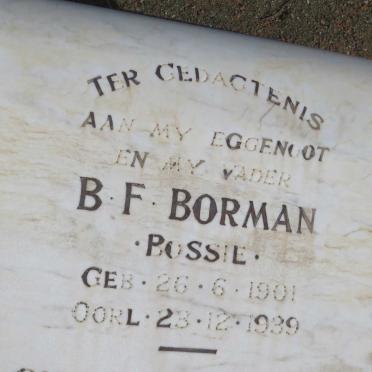 TER GEDAGTENIS
AAN MY EGGENOOT
EN MY VADER
B·F·BORMAN
·BOSSIE·
GEB·26·6·1901
OORL·23·12·1939